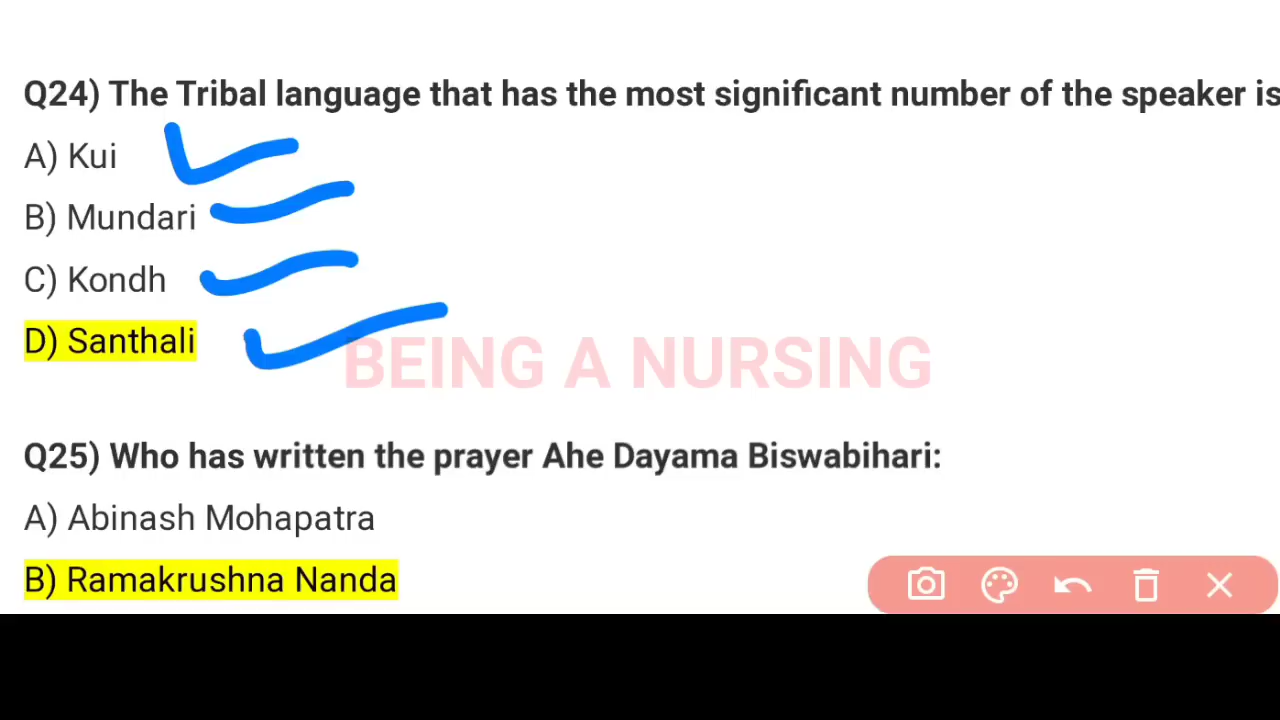 Q24) The Tribal language that has the most significant number of the speaker is
A) Kui
B) Mundari
C) Kondh
D) Santhali
BEING A NURSING
Q25) Who has written the prayer Ahe Dayama Biswabihari:
A) Abinash Mohapatra
B) Ramakrushna Nanda